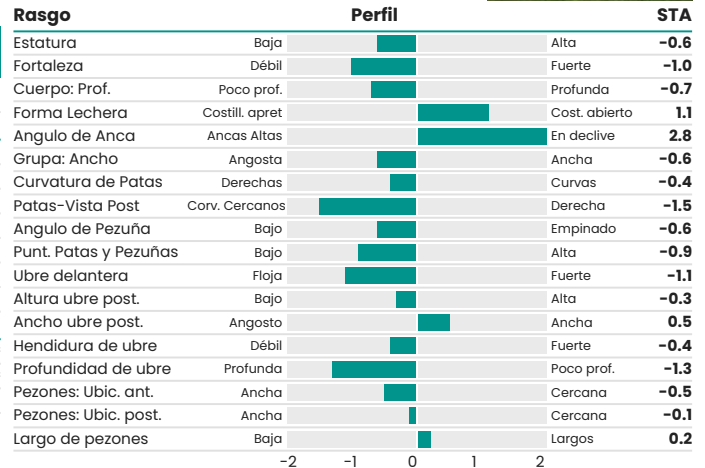 Rasgo Perfil STA
Estatura Baja Alta -0.6
Fortaleza Débil Fuerte -1.0
Cuerpo: Prof. Poco prof. Profunda -0.7
Forma Lechera Costill. apret Cost. abierto 1.1
Angulo de Anca Ancas Altas En declive 2.8
Grupa: Ancho Angosta Ancha -0.6
Curvatura de Patas Derechas Curvas -0.4
Patas-Vista Post Corv. Cercanos Derecha -1.5
Angulo de Pezuña Bajo Empinado -0.6
Punt. Patas y Pezuñas Bajo Alta -0.9
Ubre delantera Floja Fuerte -1.1
Altura ubre post. Bajo Alta -0.3
Ancho ubre post. Angosto Ancha 0.5
Hendidura de ubre Débil Fuerte -0.4
Profundidad de ubre Profunda Poco prof. -1.3
Pezones: Ubic. ant. Ancha Cercana -0.5
Pezones: Ubic. post. Ancha Cercana -0.1
Largo de pezones Baja Largos 0.2
-2 -1 0 1 2